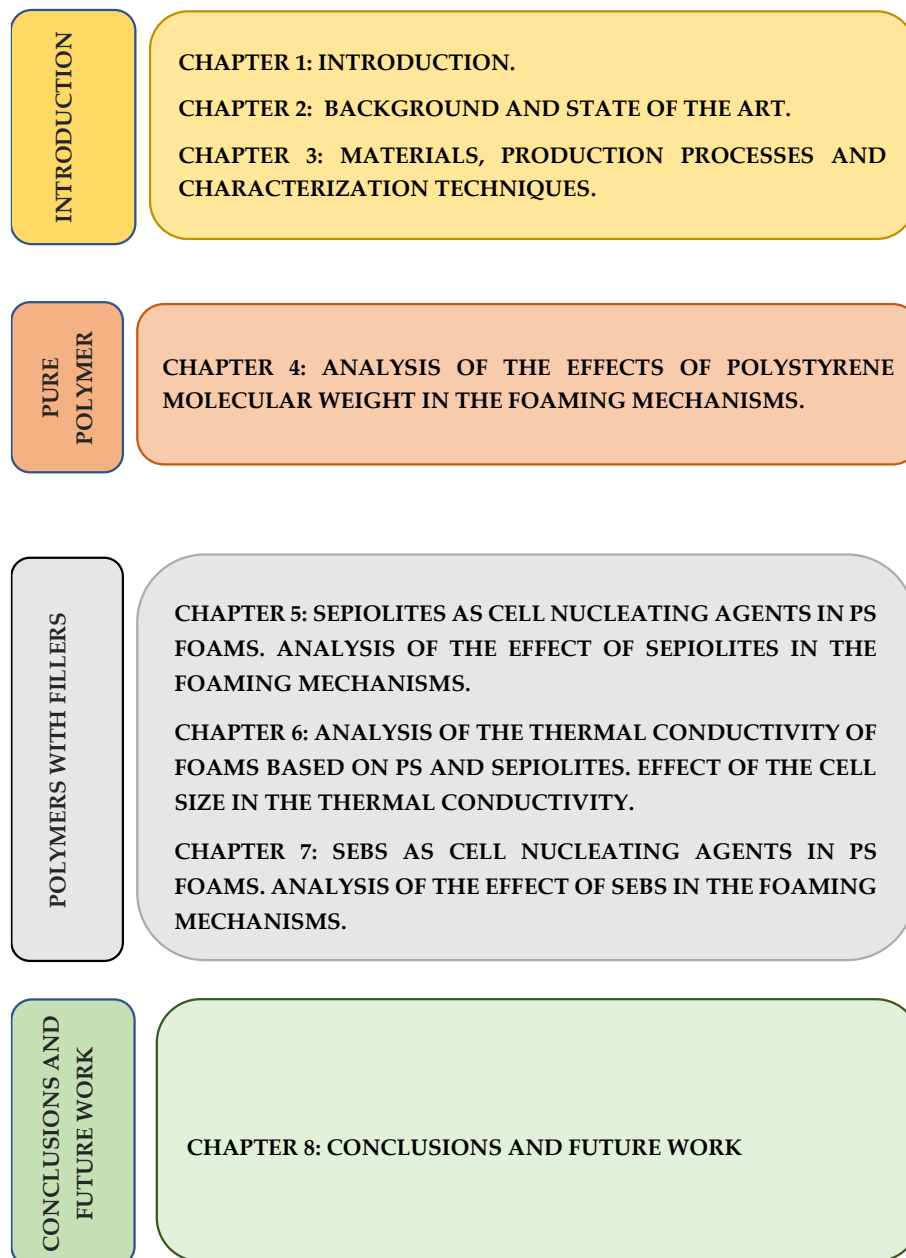 INTRODUCTION
CHAPTER 1: INTRODUCTION.
CHAPTER 2: BACKGROUND AND STATE OF THE ART.
CHAPTER 3: MATERIALS, PRODUCTION PROCESSES AND
CHARACTERIZATION TECHNIQUES.
PURE
POLYMER
CHAPTER 4: ANALYSIS OF THE EFFECTS OF POLYSTYRENE
MOLECULAR WEIGHT IN THE FOAMING MECHANISMS.
POLYMERS WITH FILLERS
CHAPTER 5: SEPIOLITES AS CELL NUCLEATING AGENTS IN PS
FOAMS. ANALYSIS OF THE EFFECT OF SEPIOLITES IN THE
FOAMING MECHANISMS.
CHAPTER 6: ANALYSIS OF THE THERMAL CONDUCTIVITY OF
FOAMS BASED ON PS AND SEPIOLITES. EFFECT OF THE CELL
SIZE IN THE THERMAL CONDUCTIVITY.
CHAPTER 7: SEBS AS CELL NUCLEATING AGENTS IN PS
FOAMS. ANALYSIS OF THE EFFECT OF SEBS IN THE FOAMING
MECHANISMS.
CONCLUSIONS AND
FUTURE WORK
CHAPTER 8: CONCLUSIONS AND FUTURE WORK